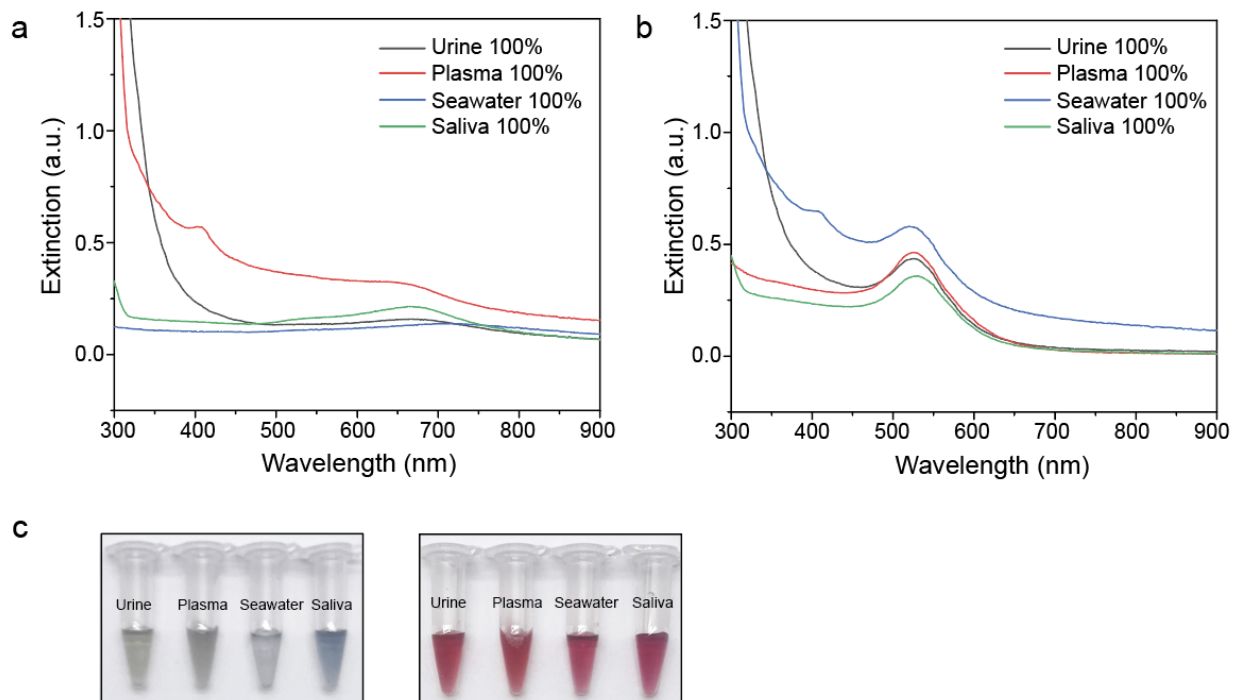 a
1.5
1.0
0.5
0.0
Extinction (a.u.)
Urine 100%
Plasma 100%
Seawater 100%
Saliva 100%
300 400 500 600 700 800 900
Wavelength (nm)
b
1.5
1.0
0.5
0.0
Extinction (a.u.)
Urine 100%
Plasma 100%
Seawater 100%
Saliva 100%
300 400 500 600 700 800 900
Wavelength (nm)
c
Urine Plasma Seawater Saliva
Urine Plasma Seawater Saliva